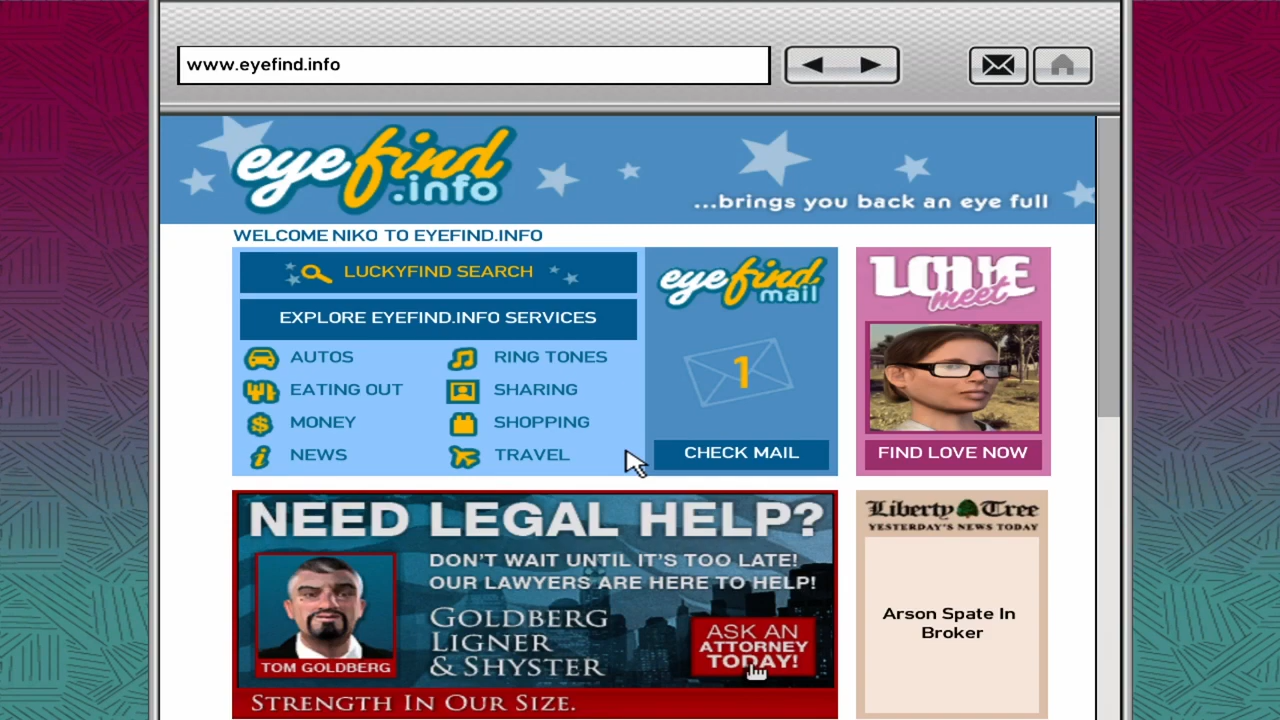 www.eyefind.info
eyefind
.info
...brings you back an eye full
WELCOME NIKO TO EYEFIND.INFO
LUCKYFIND SEARCH
EXPLORE EYEFIND.INFO SERVICES
AUTOS
RING TONES
EATING OUT
SHARING
MONEY
SHOPPING
NEWS
TRAVEL
eyefind
mail
1
CHECK MAIL
LOVE
meet
FIND LOVE NOW
NEED LEGAL HELP?
DON'T WAIT UNTIL IT'S TOO LATE!
OUR LAWYERS ARE HERE TO HELP!
GOLDBERG
LIGNER
& SHYSTER
TOM GOLDBERG
ASK AN
ATTORNEY
TODAY!
STRENGTH IN OUR SIZE.
Liberty Tree
YESTERDAY'S NEWS TODAY
Arson Spate In
Broker